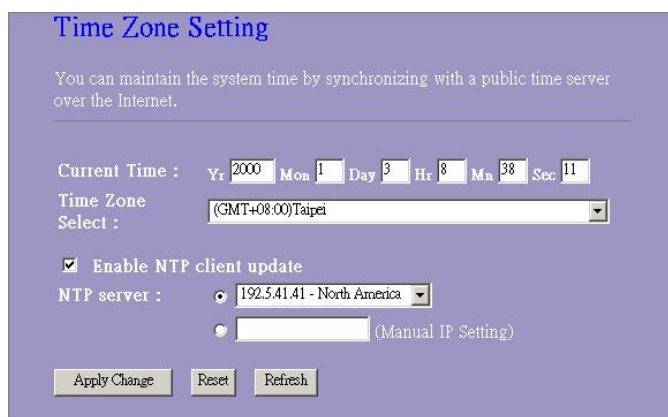 Time Zone Setting
You can maintain the system time by synchronizing with a public time server
over the Internet.
Current Time : Yr 2000 Mon 1 Day 3 Hr 8 Mn 38 Sec 11
Time Zone
Select : (GMT+08:00)Taipei
Enable NTP client update
NTP server : 192.5.41.41 - North America
(Manual IP Setting)
Apply Change Reset Refresh